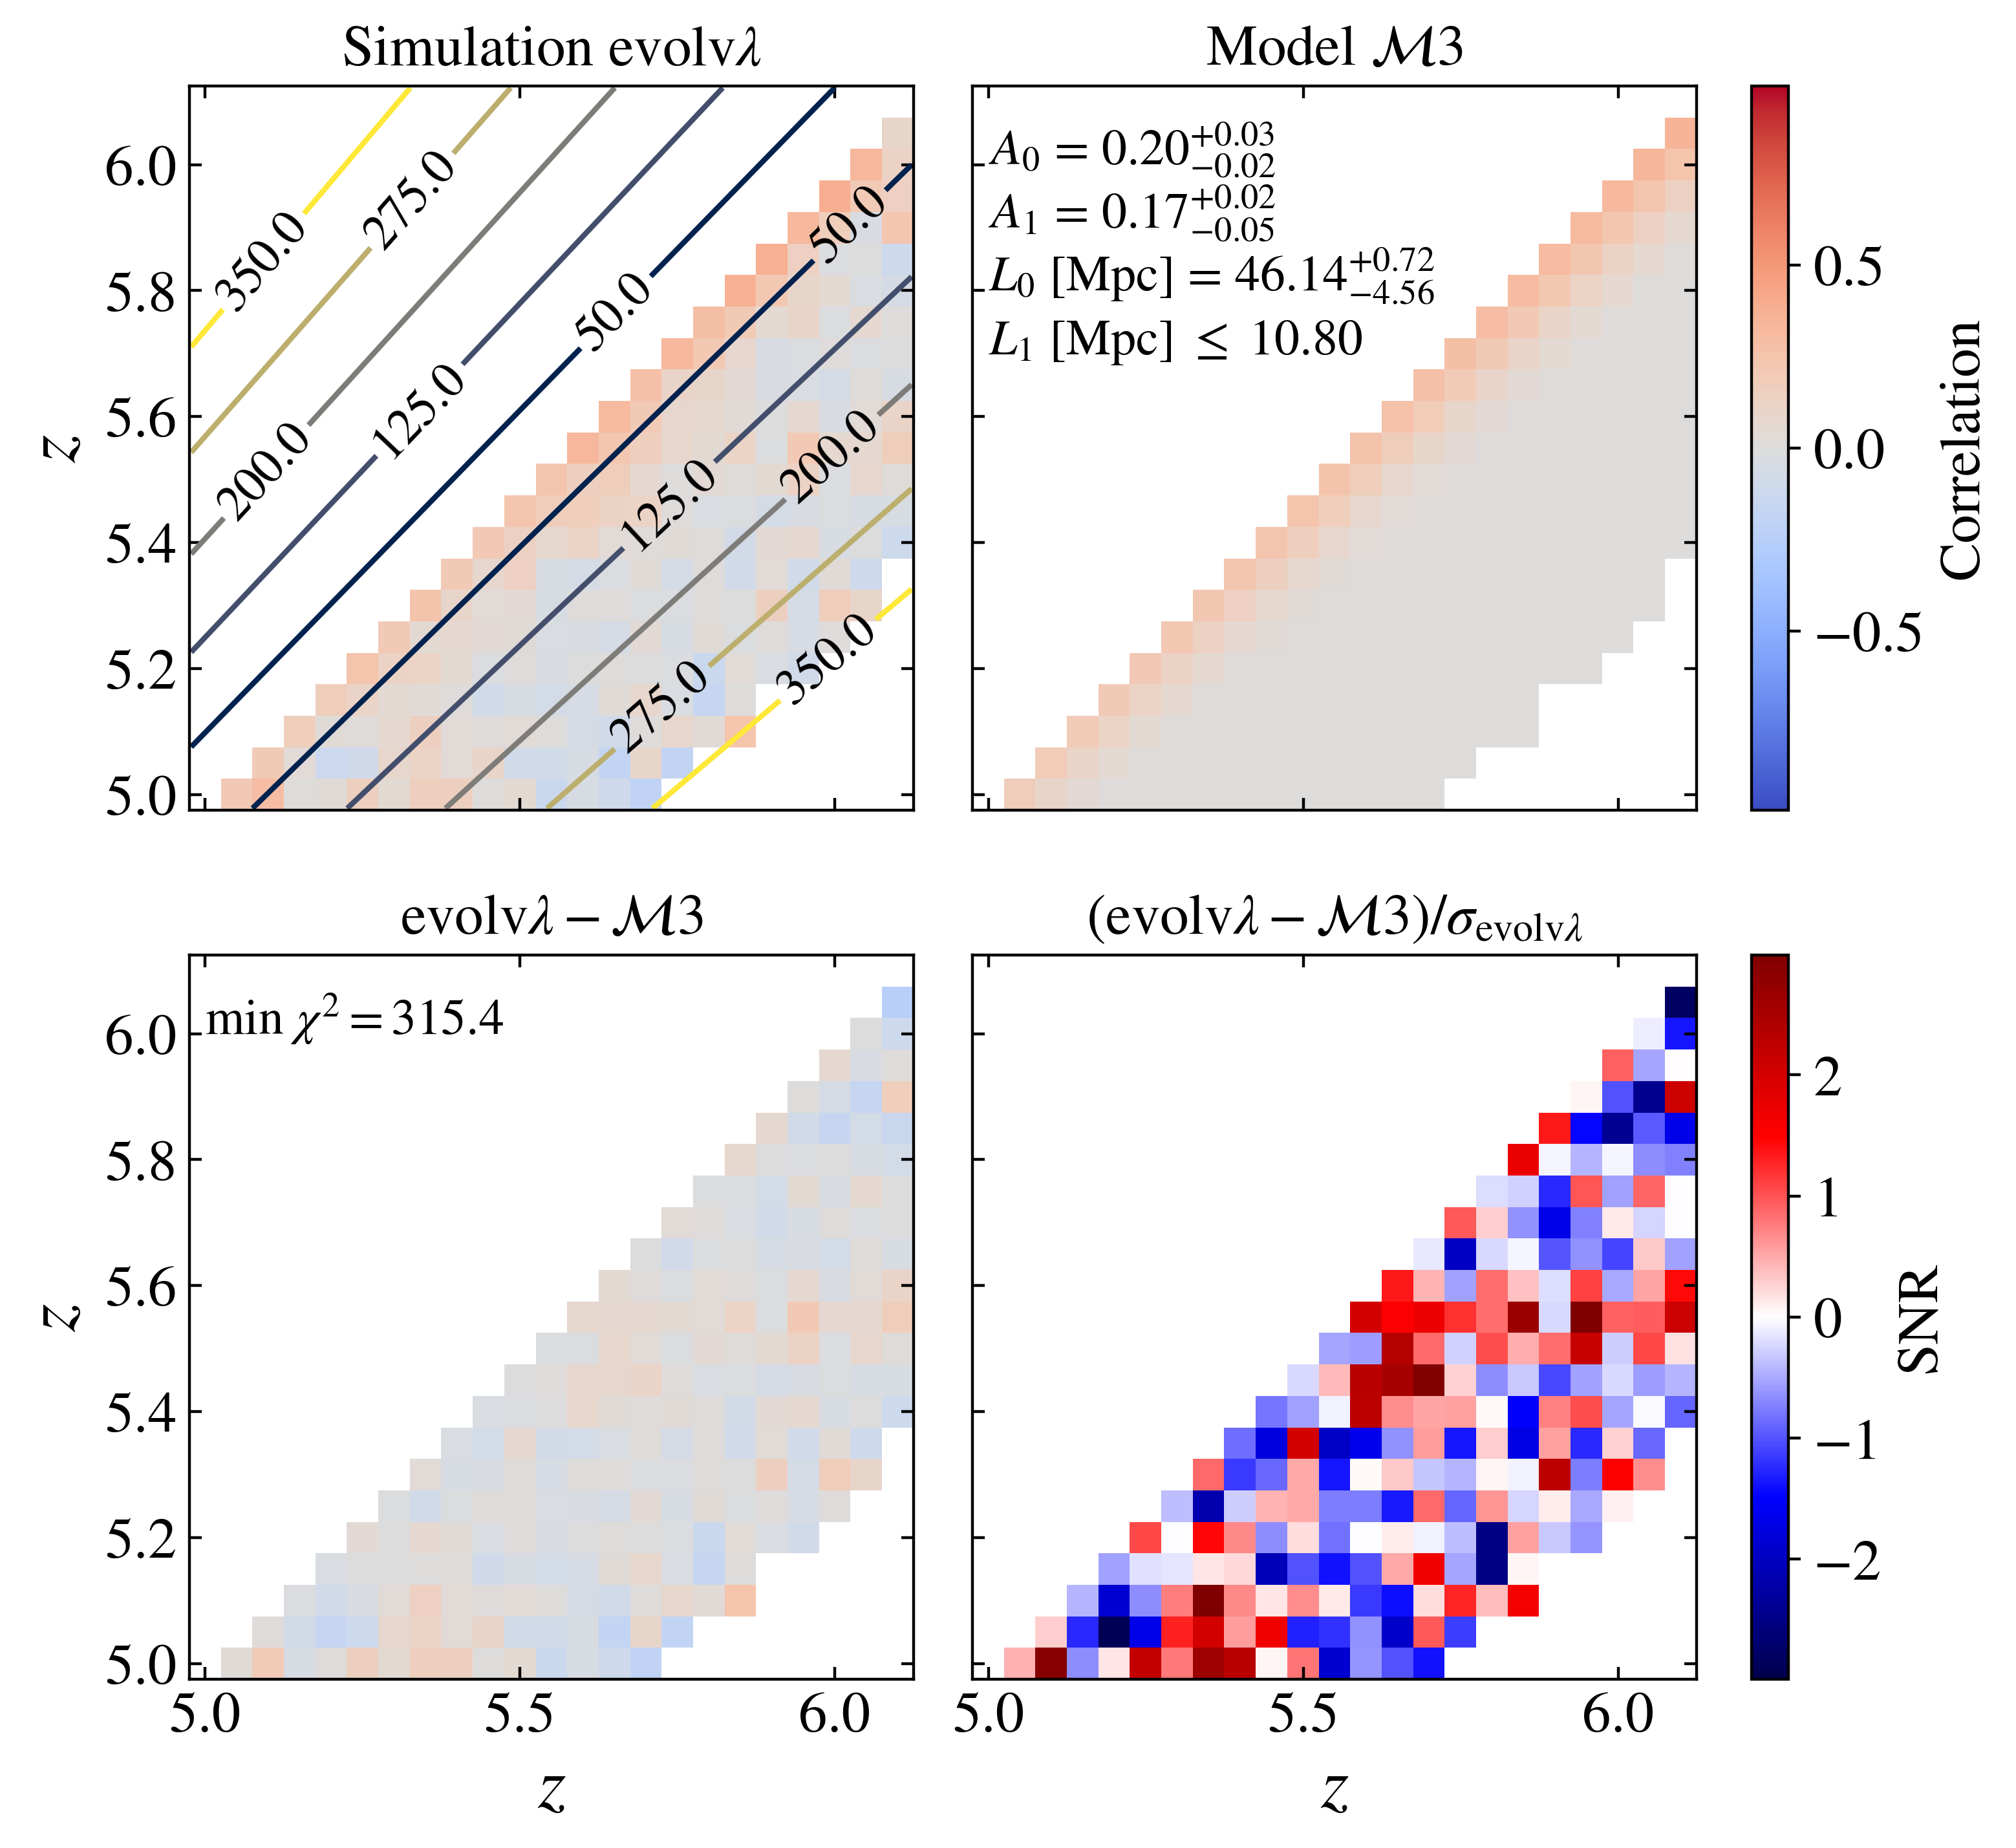 Simulation evolvλ
Model ℳ3
350.0
275.0
200.0
125.0
50.0
50.0
125.0
200.0
275.0
350.0
6.0
5.8
5.6
5.4
5.2
5.0
z
A₀ = 0.20+0.03 −0.02
A₁ = 0.17+0.02 −0.05
L₀ [Mpc] = 46.14+0.72 −4.56
L₁ [Mpc] ≤ 10.80
0.5
0.0
−0.5
Correlation
evolvλ − ℳ3
(evolvλ − ℳ3)/σevolvλ
min χ² = 315.4
6.0
5.8
5.6
5.4
5.2
5.0
z
5.0 5.5 6.0
z
5.0 5.5 6.0
z
2
1
0
−1
−2
SNR